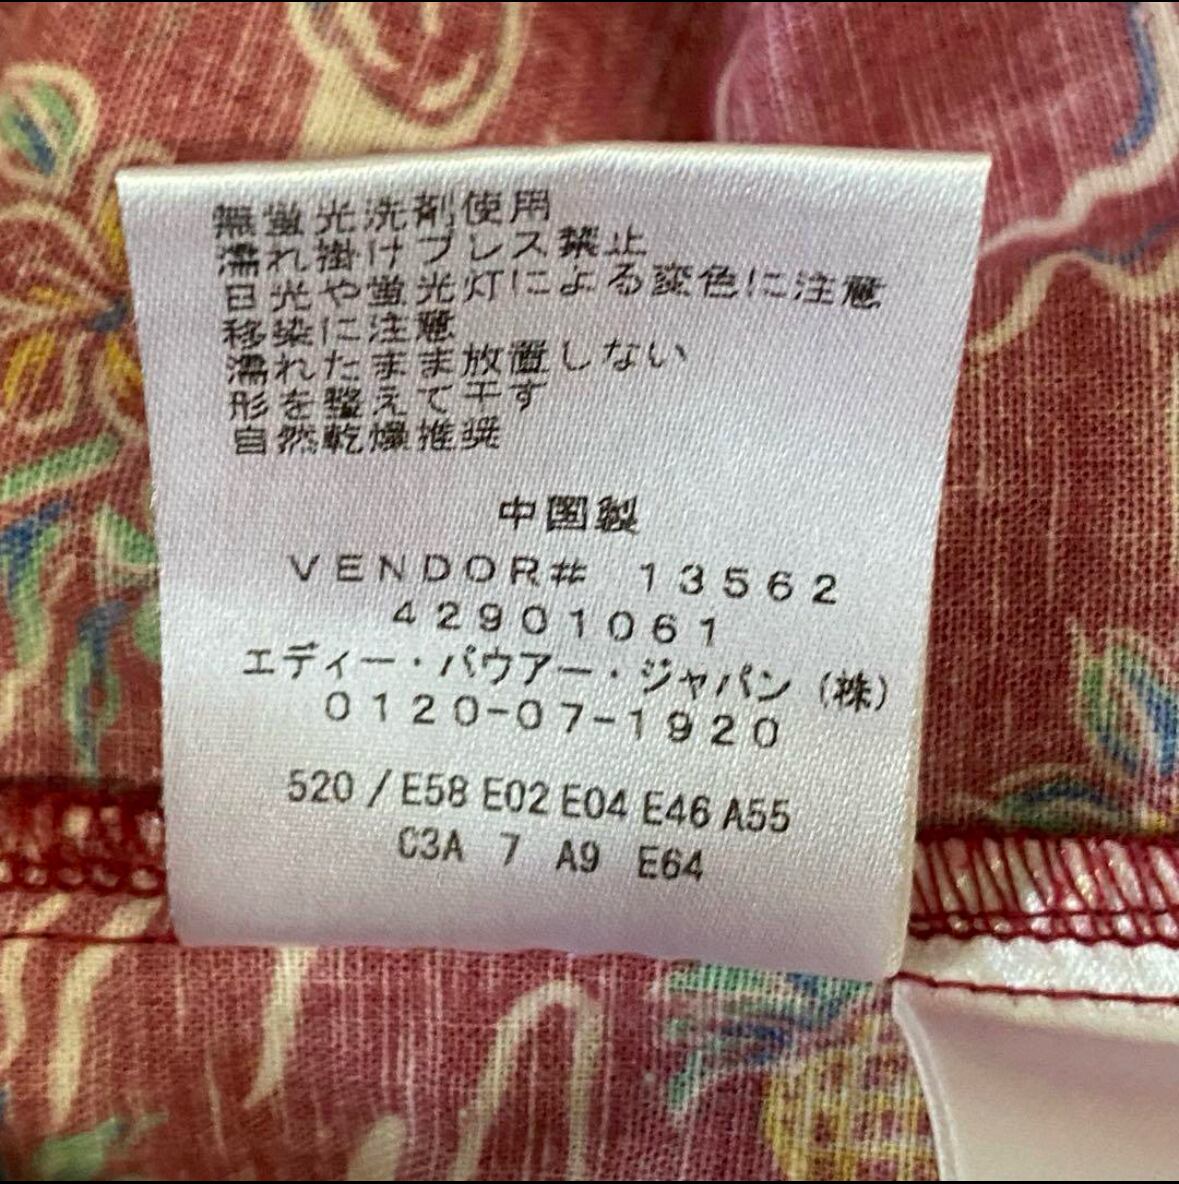 無蛍光洗剤使用
濡れ掛けプレス禁止
日光や蛍光灯による変色に注意
移染に注意
濡れたまま放置しない
形を整えて干す
自然乾燥推奨
中国製
VENDOR# 13562
42901061
エディー・バウアー・ジャパン（株）
0120-07-1920
520 / E58 E02 E04 E46 A55
C3A 7 A9 E64